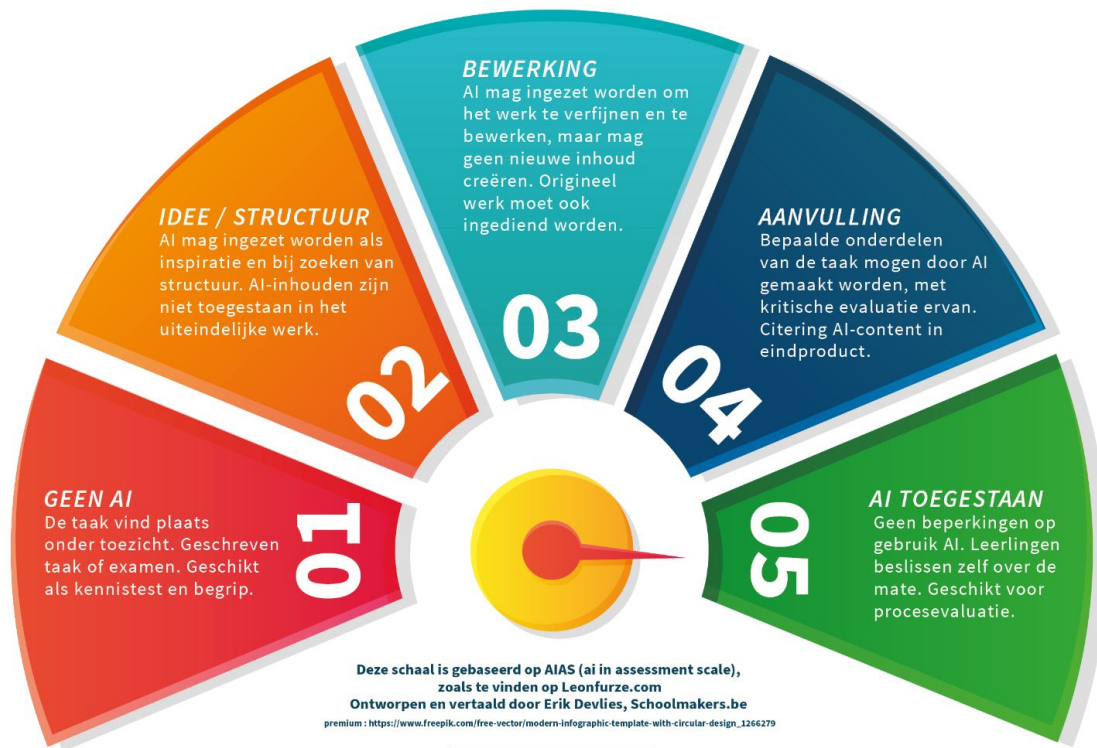 GEEN AI
De taak vind plaats
onder toezicht. Geschreven
taak of examen. Geschikt
als kennistest en begrip.
01
IDEE / STRUCTUUR
AI mag ingezet worden als
inspiratie en bij zoeken van
structuur. AI-inhouden zijn
niet toegestaan in het
uiteindelijke werk.
02
BEWERKING
AI mag ingezet worden om
het werk te verfijnen en te
bewerken, maar mag
geen nieuwe inhoud
creëren. Origineel
werk moet ook
ingediend worden.
03
AANVULLING
Bepaalde onderdelen
van de taak mogen door AI
gemaakt worden, met
kritische evaluatie ervan.
Citering AI-content in
eindproduct.
04
AI TOEGESTAAN
Geen beperkingen op
gebruik AI. Leerlingen
beslissen zelf over de
mate. Geschikt voor
procesevaluatie.
05
Deze schaal is gebaseerd op AIAS (ai in assessment scale),
zoals te vinden op Leonfurze.com
Ontworpen en vertaald door Erik Devlies, Schoolmakers.be
premium : https://www.freepik.com/free-vector/modern-infographic-template-with-circular-design_1266279